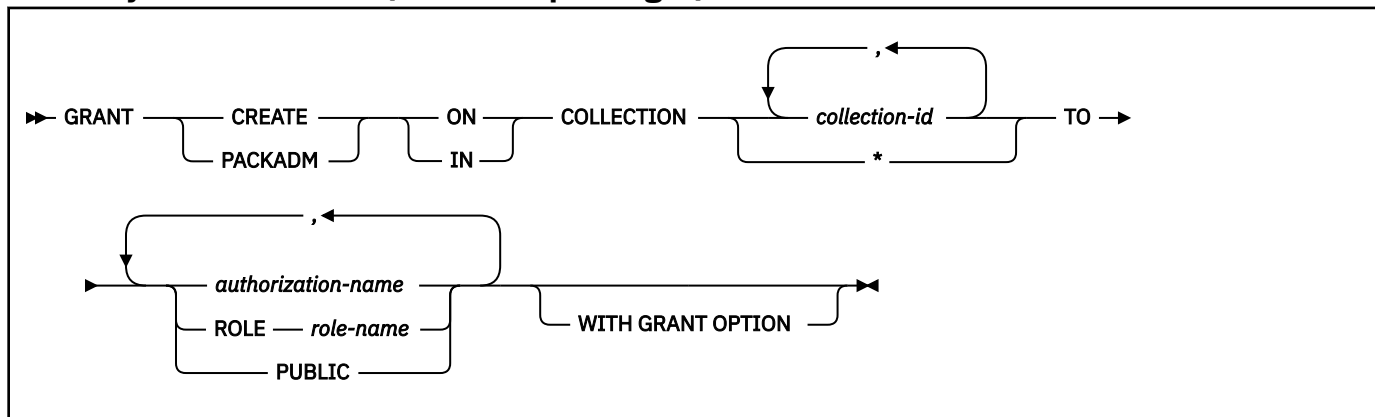 ,
GRANT CREATE ON COLLECTION collection-id TO
PACKADM IN *
,
authorization-name
ROLE role-name WITH GRANT OPTION
PUBLIC